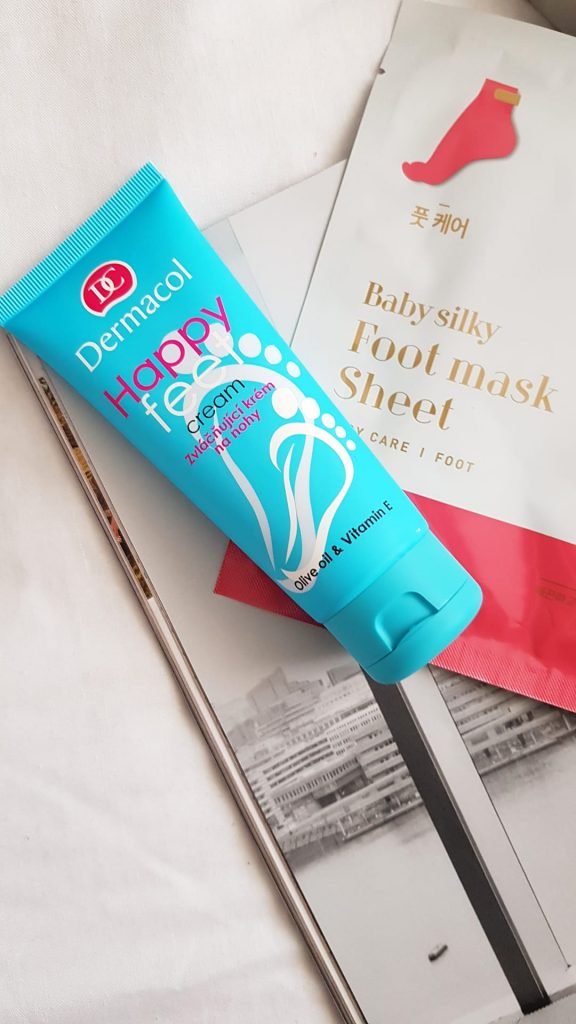 DC
Dermacol
Happy
feet
cream
Zvláčňující krém
na nohy
Olive oil & Vitamin E
풋 케어
Baby silky
Foot mask
Sheet
CARE | FOOT